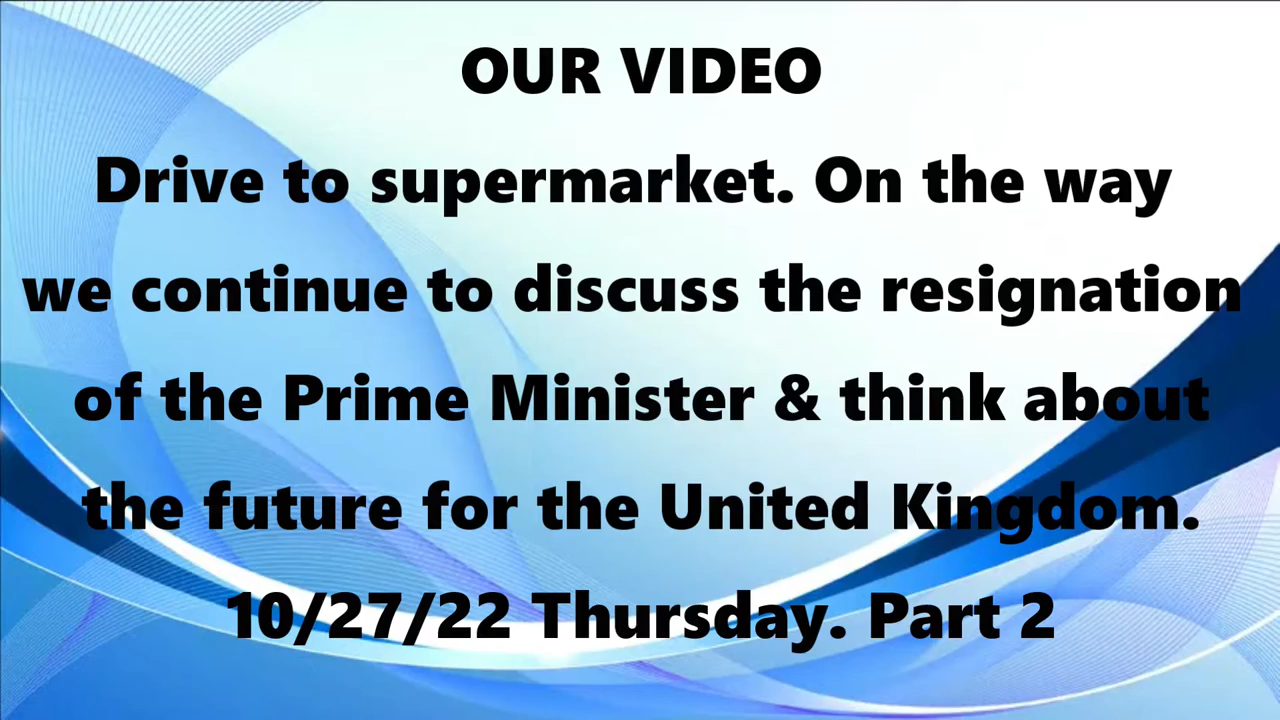 OUR VIDEO
Drive to supermarket. On the way
we continue to discuss the resignation
of the Prime Minister & think about
the future for the United Kingdom.
10/27/22 Thursday. Part 2